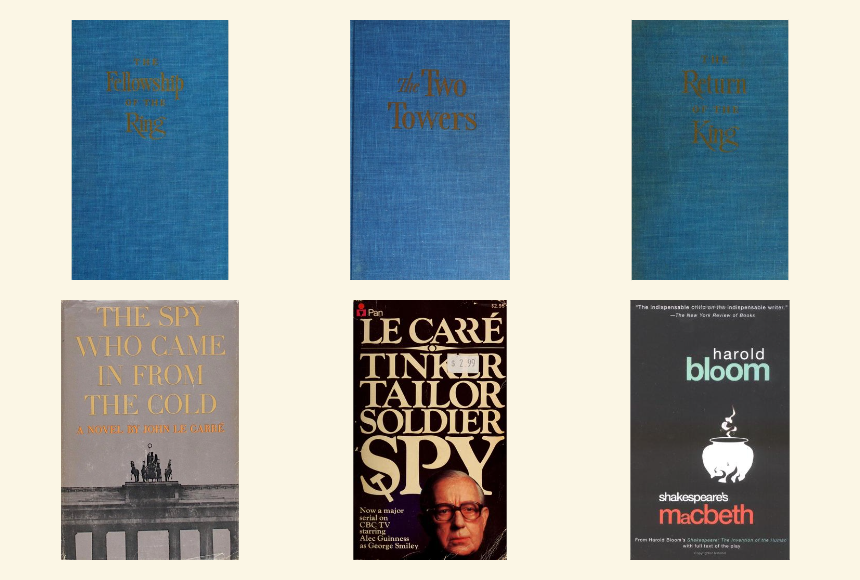 THE
Fellowship
OF THE
Ring
The Two
Towers
THE
Return
OF THE
King
THE SPY
WHO CAME
IN FROM
THE COLD
A NOVEL BY JOHN LE CARRÉ
Pan
$2.95
LE CARRÉ
TINKER
2.99
TAILOR
SOLDIER
SPY
Now a major
serial on
CBC TV
starring
Alec Guinness
as George Smiley
"The indispensable critic on the indispensable writer."
—The New York Review of Books
harold
bloom
shakespeare's
macbeth
From Harold Bloom's Shakespeare: The Invention of the Human
with full text of the play